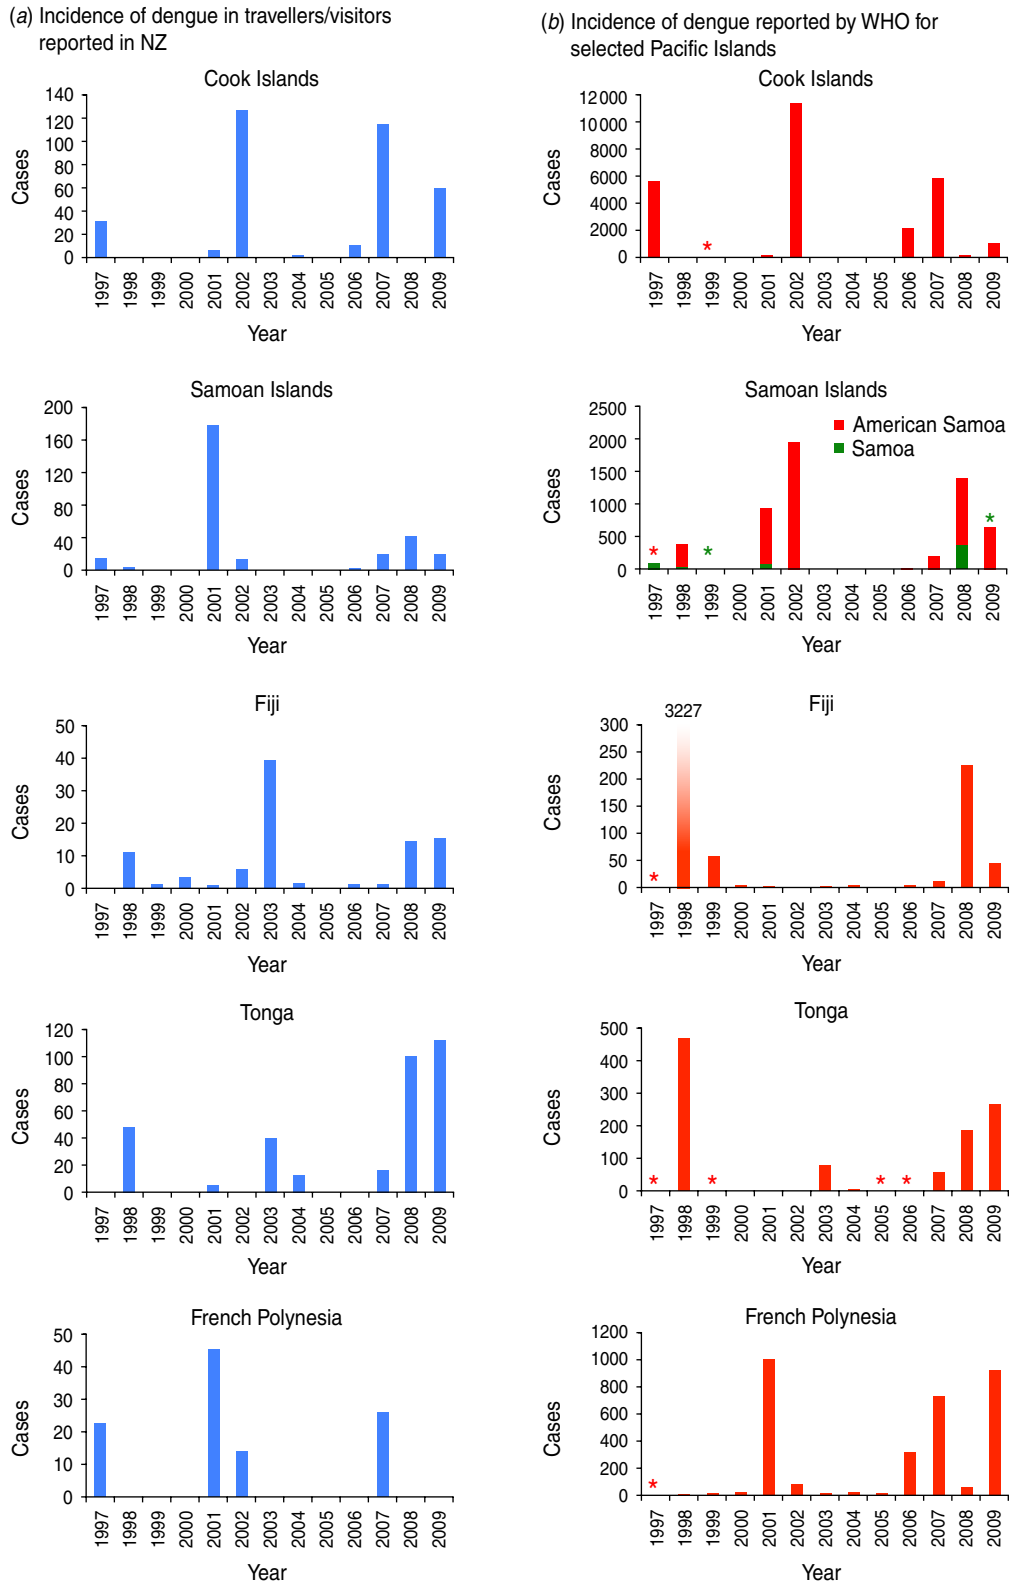 (a) Incidence of dengue in travellers/visitors
reported in NZ
Cook Islands
Cases
140
120
100
80
60
40
20
0
1997 1998 1999 2000 2001 2002 2003 2004 2005 2006 2007 2008 2009
Year
Samoan Islands
Cases
200
160
120
80
40
0
1997 1998 1999 2000 2001 2002 2003 2004 2005 2006 2007 2008 2009
Year
Fiji
Cases
50
40
30
20
10
0
1997 1998 1999 2000 2001 2002 2003 2004 2005 2006 2007 2008 2009
Year
Tonga
Cases
120
100
80
60
40
20
0
1997 1998 1999 2000 2001 2002 2003 2004 2005 2006 2007 2008 2009
Year
French Polynesia
Cases
50
40
30
20
10
0
1997 1998 1999 2000 2001 2002 2003 2004 2005 2006 2007 2008 2009
Year
(b) Incidence of dengue reported by WHO for
selected Pacific Islands
Cook Islands
Cases
12 000
10 000
8000
6000
4000
2000
0
*
1997 1998 1999 2000 2001 2002 2003 2004 2005 2006 2007 2008 2009
Year
Samoan Islands
Cases
2500
2000
1500
1000
500
0
American Samoa
Samoa
* * *
1997 1998 1999 2000 2001 2002 2003 2004 2005 2006 2007 2008 2009
Year
Fiji
3227
Cases
300
250
200
150
100
50
0
*
1997 1998 1999 2000 2001 2002 2003 2004 2005 2006 2007 2008 2009
Year
Tonga
Cases
500
400
300
200
100
0
* * * *
1997 1998 1999 2000 2001 2002 2003 2004 2005 2006 2007 2008 2009
Year
French Polynesia
Cases
1200
1000
800
600
400
200
0
*
1997 1998 1999 2000 2001 2002 2003 2004 2005 2006 2007 2008 2009
Year